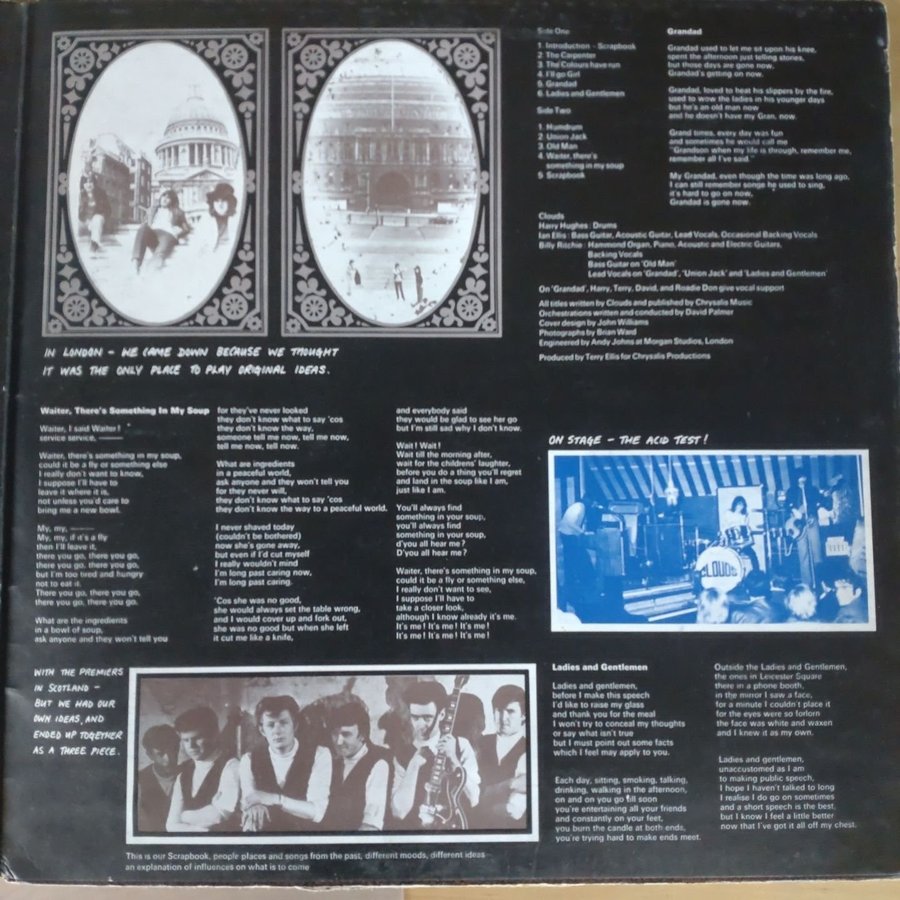 Side One
1. Introduction - Scrapbook
2 The Carpenter
3. The Colours have run
4. I'll go Girl
5. Grandad
6. Ladies and Gentlemen
Side Two
1. Humdrum
2. Union Jack
3. Old Man
4. Waiter, there's
something in my soup
5 Scrapbook
Grandad
Grandad used to let me sit upon his knee,
spent the afternoon just telling stories,
but those days are gone now,
Grandad's getting on now.
Grandad, loved to heat his slippers by the fire,
used to wow the ladies in his younger days
but he's an old man now
and he doesn't have my Gran. now.
Grand times, every day was fun
and sometimes he would call me
"Grandson when my life is through, remember me,
remember all I've said."
My Grandad, even though the time was long ago,
I can still remember songs he used to sing,
it's hard to go on now,
Grandad is gone now.
Clouds
Harry Hughes : Drums
Ian Ellis : Bass Guitar, Acoustic Guitar, Lead Vocals, Occasional Backing Vocals
Billy Ritchie : Hammond Organ, Piano, Acoustic and Electric Guitars,
Backing Vocals
Bass Guitar on 'Old Man'
Lead Vocals on 'Grandad', 'Union Jack' and 'Ladies and Gentlemen'
On 'Grandad', Harry, Terry, David, and Roadie Don give vocal support
All titles written by Clouds and published by Chrysalis Music
Orchestrations written and conducted by David Palmer
Cover design by John Williams
Photographs by Brian Ward
Engineered by Andy Johns at Morgan Studios, London
Produced by Terry Ellis for Chrysalis Productions
IN LONDON - WE CAME DOWN BECAUSE WE THOUGHT
IT WAS THE ONLY PLACE TO PLAY ORIGINAL IDEAS.
Waiter, There's Something In My Soup
Waiter, I said Waiter!
service service, ———
Waiter, there's something in my soup,
could it be a fly or something else
I really don't want to know,
I suppose I'll have to
leave it where it is,
not unless you'd care to
bring me a new bowl.
My, my, ———
My, my, if it's a fly
then I'll leave it,
there you go, there you go,
there you go, there you go,
but I'm too tired and hungry
not to eat it.
There you go, there you go,
there you go, there you go.
What are the ingredients
in a bowl of soup,
ask anyone and they won't tell you
for they've never looked
they don't know what to say 'cos
they don't know the way,
someone tell me now, tell me now,
tell me now, tell now.
What are ingredients
in a peaceful world,
ask anyone and they won't tell you
for they never will,
they don't know what to say 'cos
they don't know the way to a peaceful world.
I never shaved today
(couldn't be bothered)
now she's gone away,
but even if I'd cut myself
I really wouldn't mind
I'm long past caring now,
I'm long past caring.
'Cos she was no good,
she would always set the table wrong,
and I would cover up and fork out,
she was no good but when she left
it cut me like a knife,
and everybody said
they would be glad to see her go
but I'm still sad why I don't know.
Wait! Wait!
Wait till the morning after,
wait for the childrens' laughter,
before you do a thing you'll regret
and land in the soup like I am,
just like I am.
You'll always find
something in your soup,
you'll always find
something in your soup,
d'you all hear me?
D'you all hear me?
Waiter, there's something in my soup,
could it be a fly or something else,
I really don't want to see,
I suppose I'll have to
take a closer look,
although I know already it's me.
It's me! It's me! It's me!
It's me! It's me! It's me!
ON STAGE - THE ACID TEST!
CLOUDS
WITH THE PREMIERS
IN SCOTLAND -
BUT WE HAD OUR
OWN IDEAS, AND
ENDED UP TOGETHER
AS A THREE PIECE.
Ladies and Gentlemen
Ladies and gentlemen,
before I make this speech
I'd like to raise my glass
and thank you for the meal
I won't try to conceal my thoughts
or say what isn't true
but I must point out some facts
which I feel may apply to you.
Each day, sitting, smoking, talking,
drinking, walking in the afternoon,
on and on you go till soon
you're entertaining all your friends
and constantly on your feet,
you burn the candle at both ends,
you're trying hard to make ends meet.
Outside the Ladies and Gentlemen,
the ones in Leicester Square
there in a phone booth,
in the mirror I saw a face,
for a minute I couldn't place it
for the eyes were so forlorn
the face was white and waxen
and I knew it as my own.
Ladies and gentlemen,
unaccustomed as I am
to making public speech,
I hope I haven't talked to long
I realise I do go on sometimes
and a short speech is the best,
but I know I feel a little better
now that I've got it all off my chest.
This is our Scrapbook, people places and songs from the past, different moods, different ideas
an explanation of influences on what is to come